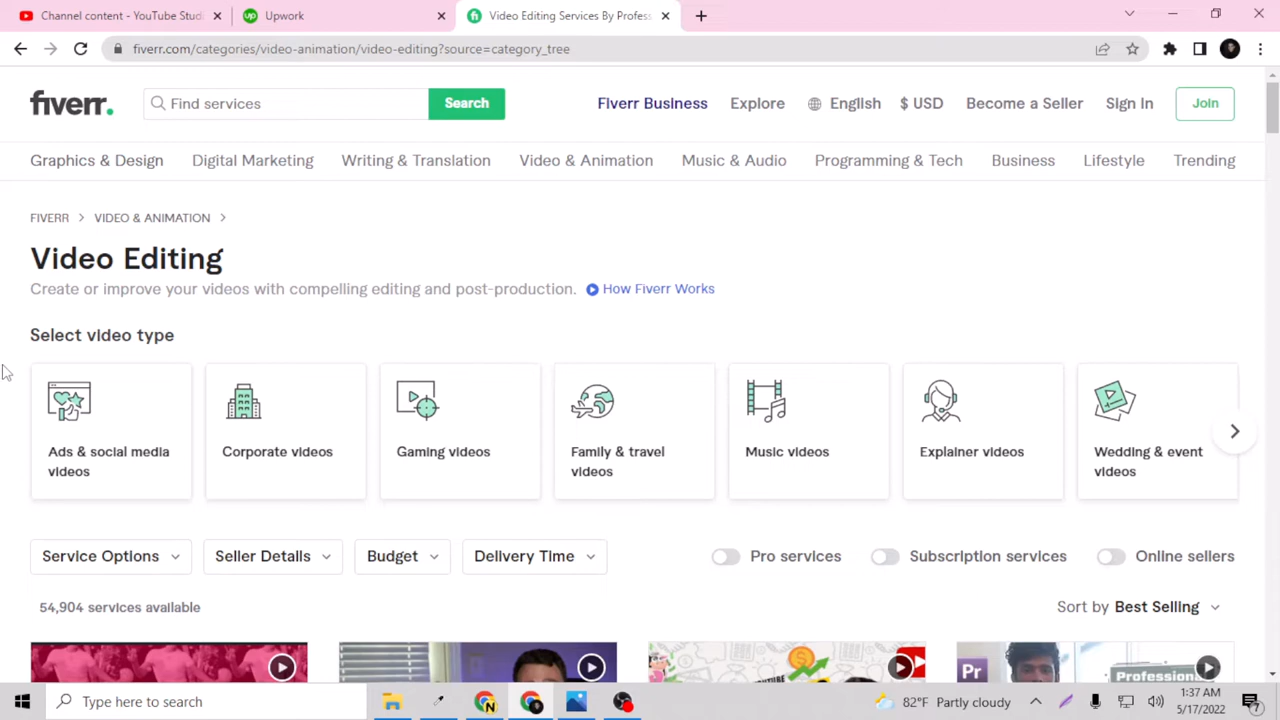 Channel content - YouTube Stud
Upwork
Video Editing Services By Profess
fiverr.com/categories/video-animation/video-editing?source=category_tree
fiverr.
Find services
Search
Fiverr Business
Explore
English
$ USD
Become a Seller
Sign In
Join
Graphics & Design
Digital Marketing
Writing & Translation
Video & Animation
Music & Audio
Programming & Tech
Business
Lifestyle
Trending
FIVERR > VIDEO & ANIMATION >
Video Editing
Create or improve your videos with compelling editing and post-production.
How Fiverr Works
Select video type
Ads & social media
videos
Corporate videos
Gaming videos
Family & travel
videos
Music videos
Explainer videos
Wedding & event
videos
Service Options
Seller Details
Budget
Delivery Time
Pro services
Subscription services
Online sellers
54,904 services available
Sort by Best Selling
Pr
Professional
Type here to search
82°F Partly cloudy
1:37 AM
5/17/2022
7